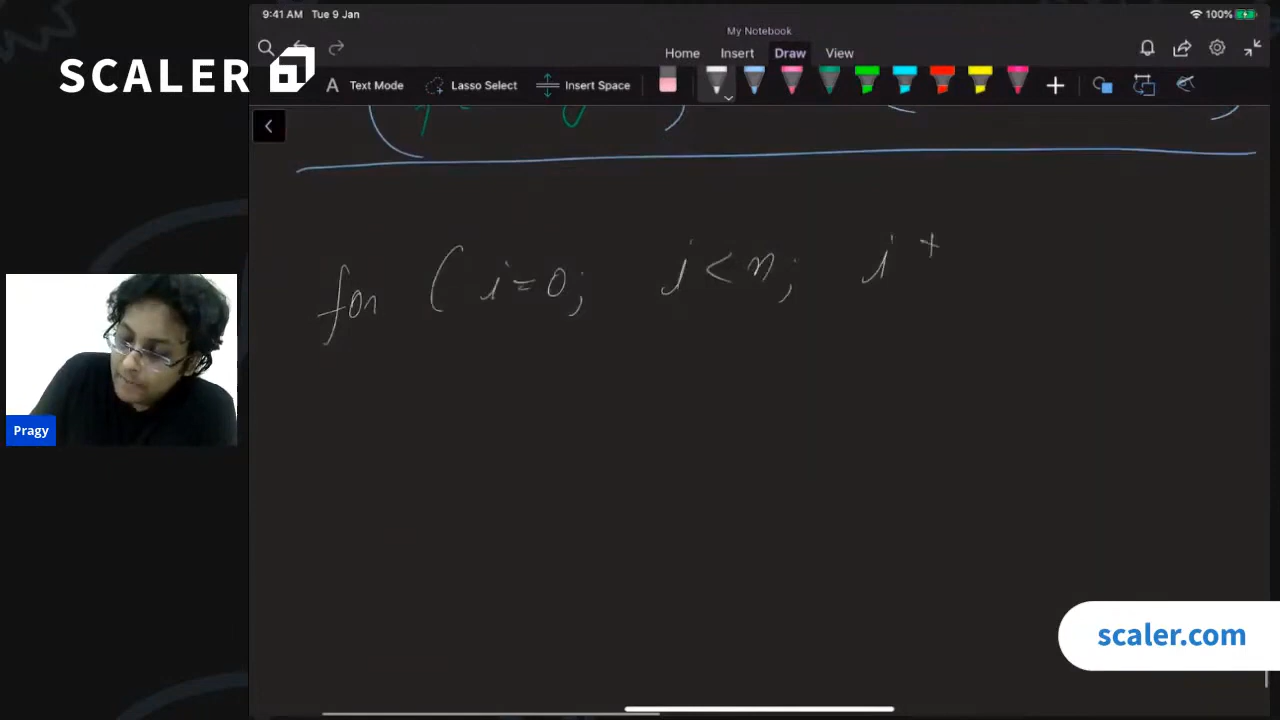 9:41 AM Tue 9 Jan
100%
My Notebook
SCALER
Home Insert Draw View
A Text Mode Lasso Select Insert Space
for ( i=0; i<n; i+
Pragy
scaler.com